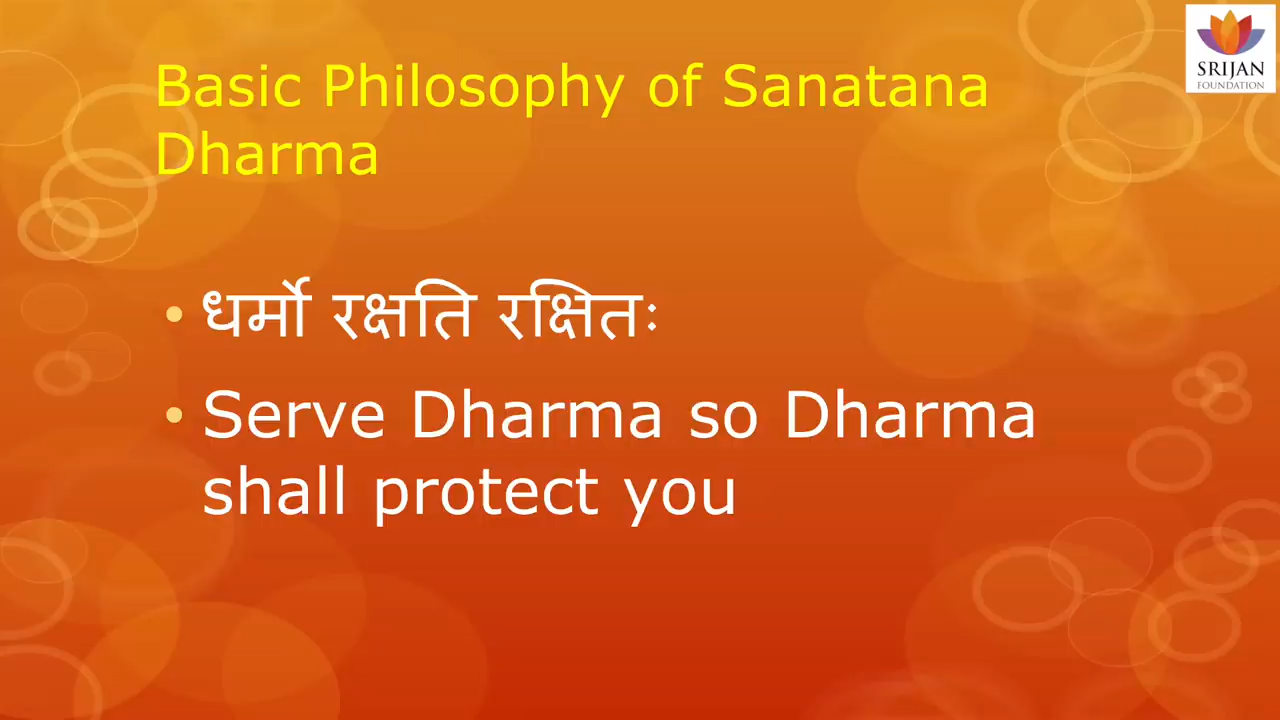 SRIJAN
FOUNDATION
Basic Philosophy of Sanatana
Dharma
• धर्मो रक्षति रक्षितः
• Serve Dharma so Dharma
shall protect you